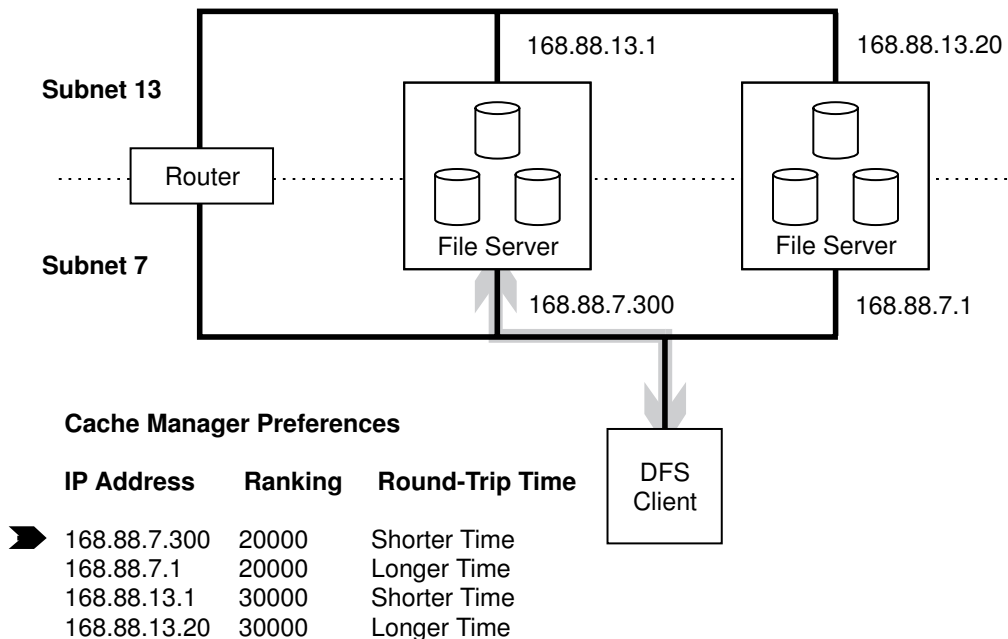 168.88.13.1
168.88.13.20
Subnet 13
Router
File Server
File Server
Subnet 7
168.88.7.300
168.88.7.1
Cache Manager Preferences
IP Address Ranking Round-Trip Time
168.88.7.300 20000 Shorter Time
168.88.7.1 20000 Longer Time
168.88.13.1 30000 Shorter Time
168.88.13.20 30000 Longer Time
DFS
Client